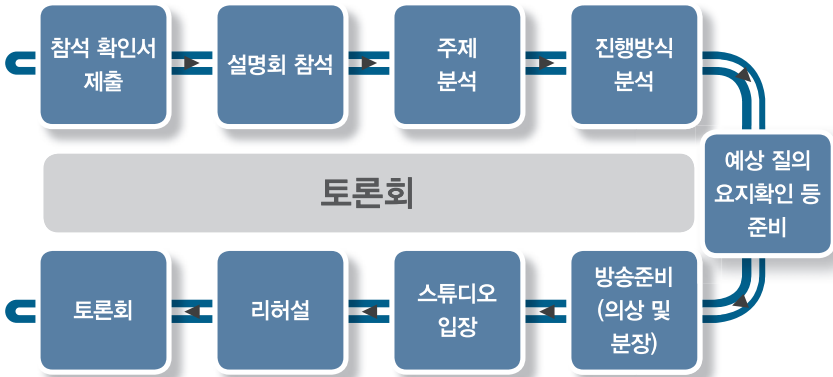 참석 확인서
제출
설명회 참석
주제
분석
진행방식
분석
예상 질의
요지확인 등
준비
토론회
방송준비
(의상 및
분장)
스튜디오
입장
리허설
토론회